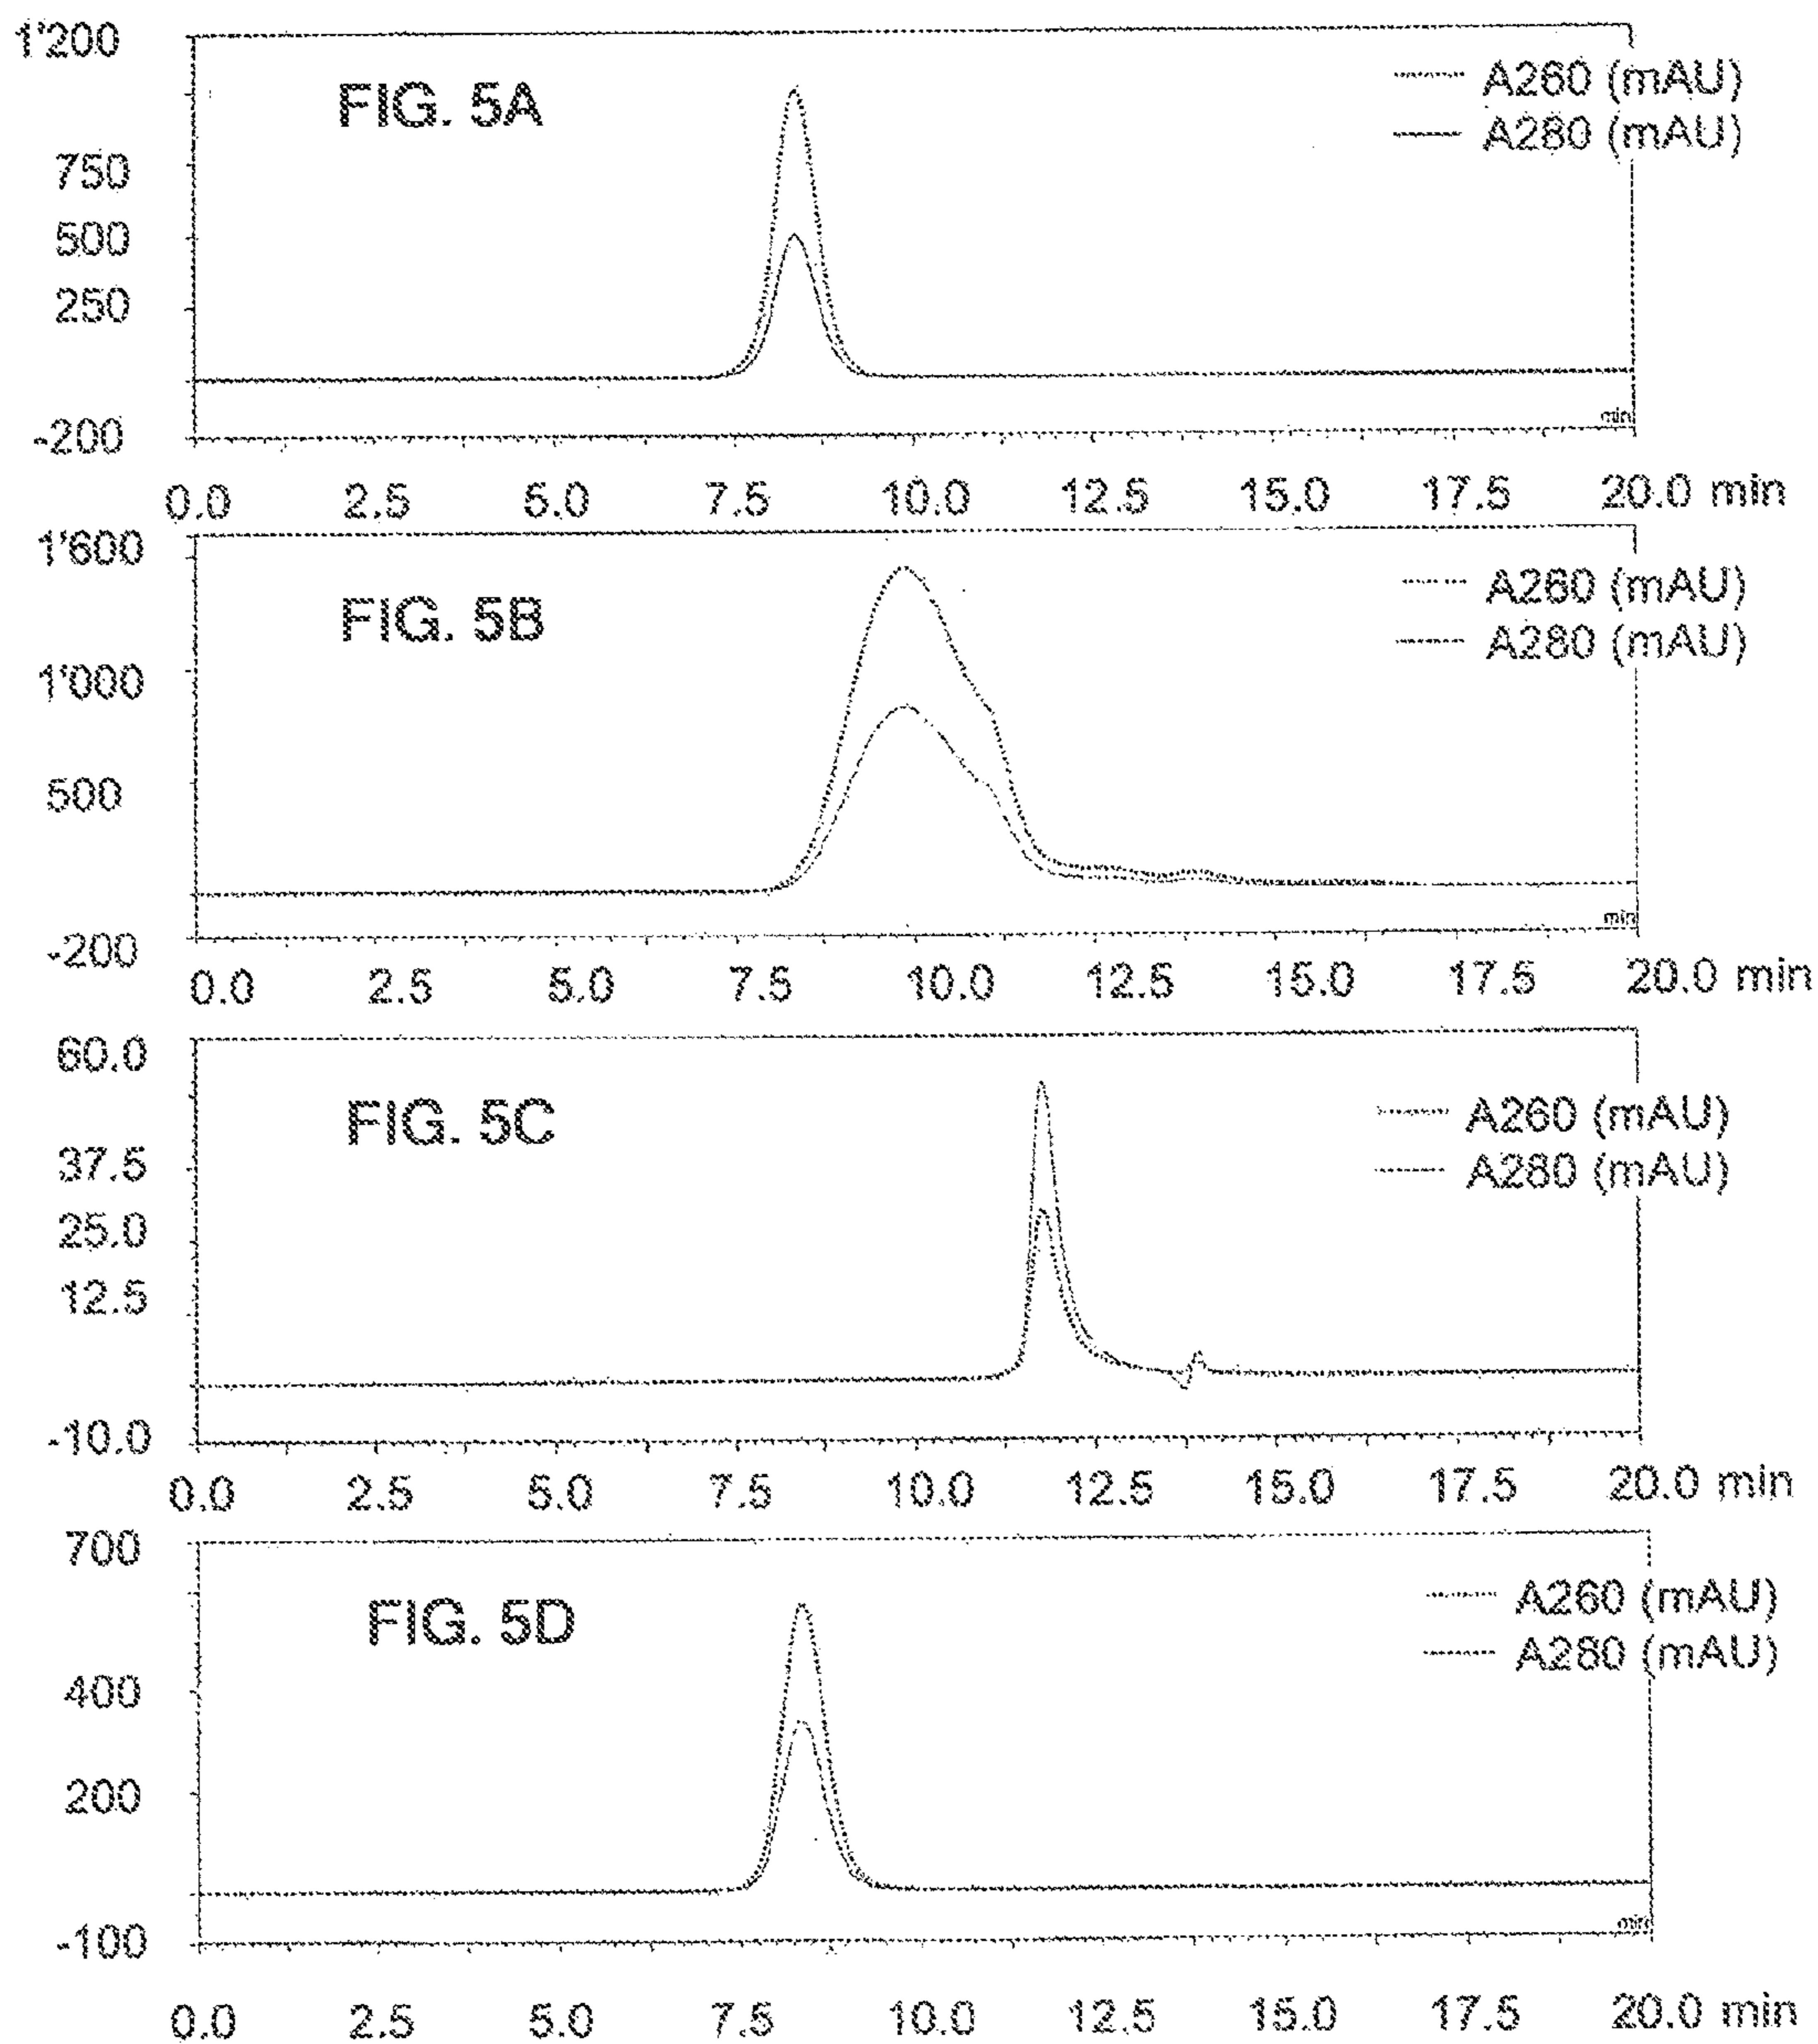 1'200
FIG. 5A
A260 (mAU)
A280 (mAU)
750
500
250
-200
min
0.0 2.5 5.0 7.5 10.0 12.5 15.0 17.5 20.0 min
1'600
FIG. 5B
A260 (mAU)
A280 (mAU)
1'000
500
-200
min
0.0 2.5 5.0 7.5 10.0 12.5 15.0 17.5 20.0 min
60.0
FIG. 5C
A260 (mAU)
A280 (mAU)
37.5
25.0
12.5
-10.0
0.0 2.5 5.0 7.5 10.0 12.5 15.0 17.5 20.0 min
700
FIG. 5D
A260 (mAU)
A280 (mAU)
400
200
-100
min
0.0 2.5 5.0 7.5 10.0 12.5 15.0 17.5 20.0 min